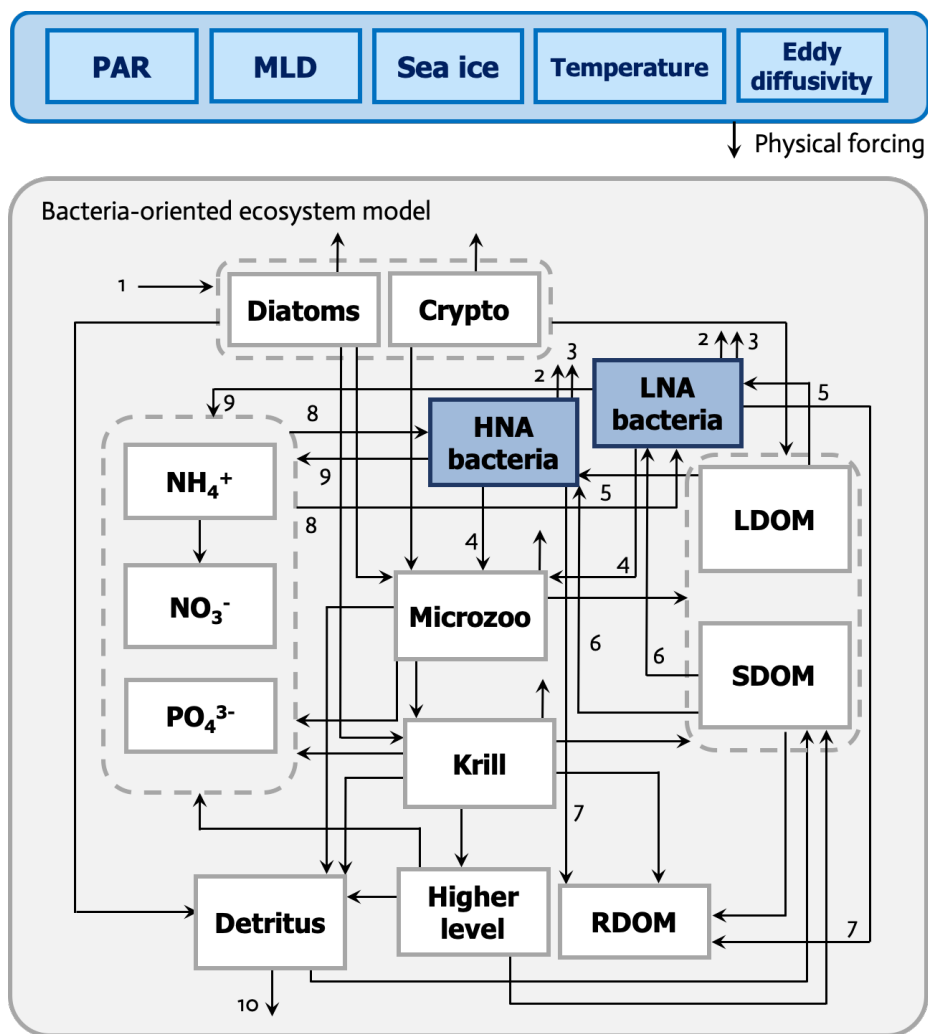 PAR
MLD
Sea ice
Temperature
Eddy
diffusivity
Physical forcing
Bacteria-oriented ecosystem model
1
Diatoms
Crypto
2
3
2
3
LNA
bacteria
5
9
8
HNA
bacteria
NH₄⁺
9
5
LDOM
8
4
4
NO₃⁻
Microzoo
6
6
SDOM
PO₄³⁻
Krill
7
Detritus
Higher
level
RDOM
7
10